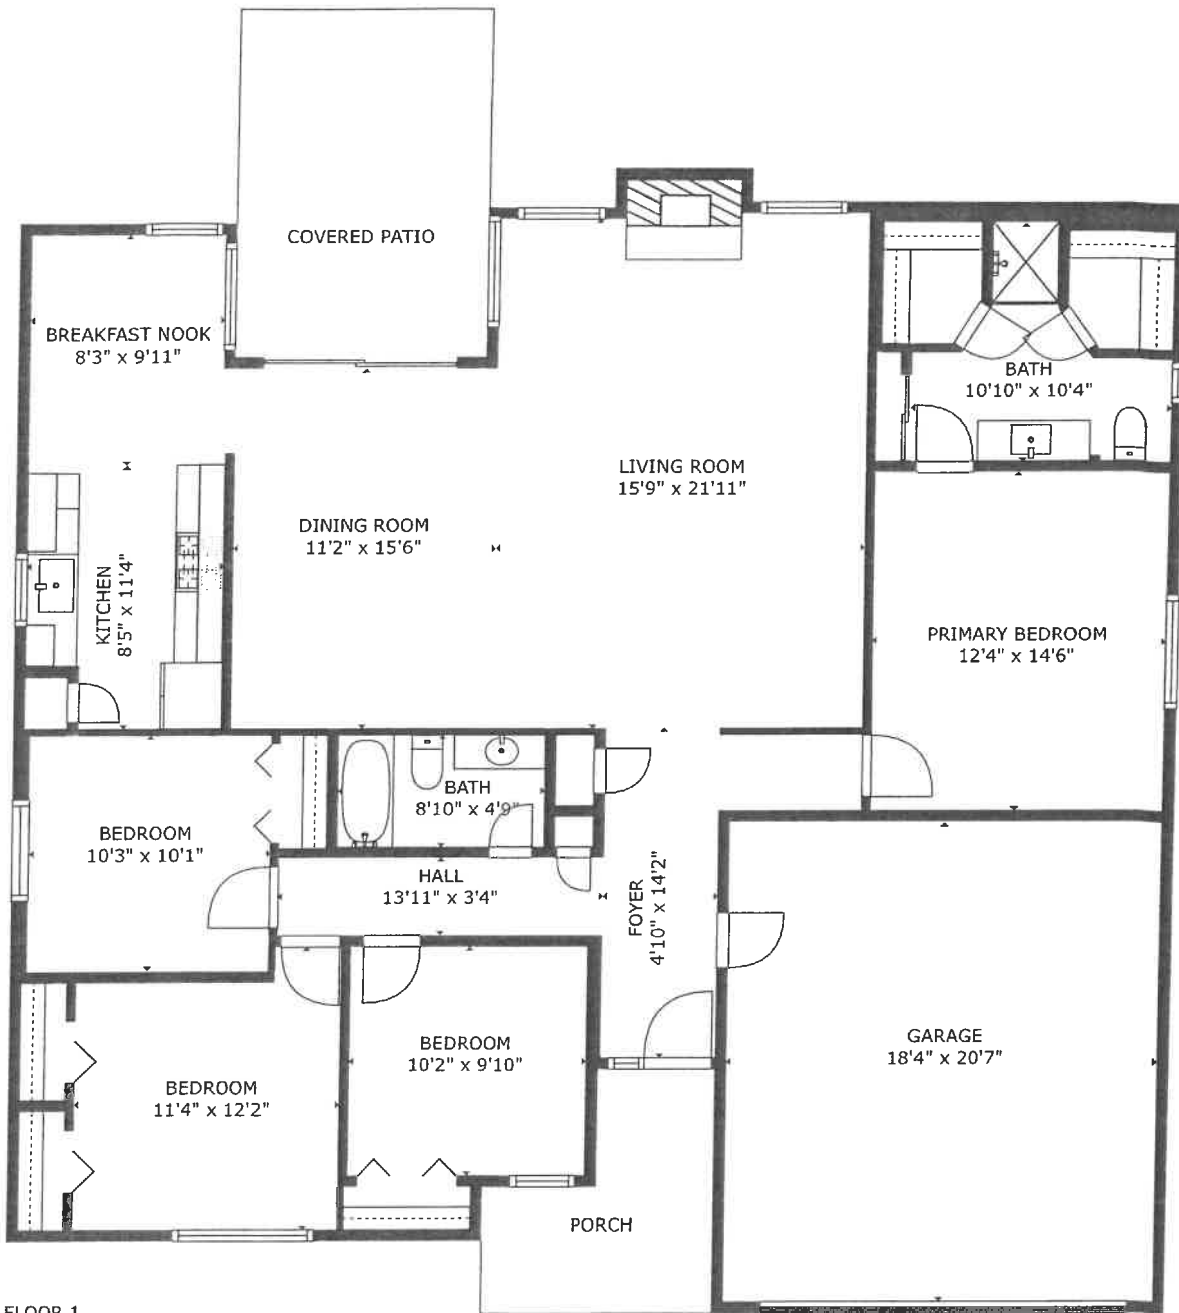 COVERED PATIO
BREAKFAST NOOK
8'3" x 9'11"
BATH
10'10" x 10'4"
LIVING ROOM
15'9" x 21'11"
DINING ROOM
11'2" x 15'6"
KITCHEN
8'5" x 11'4"
PRIMARY BEDROOM
12'4" x 14'6"
BATH
8'10" x 4'9"
BEDROOM
10'3" x 10'1"
HALL
13'11" x 3'4"
FOYER
4'10" x 14'2"
BEDROOM
10'2" x 9'10"
GARAGE
18'4" x 20'7"
BEDROOM
11'4" x 12'2"
PORCH
FLOOR 1